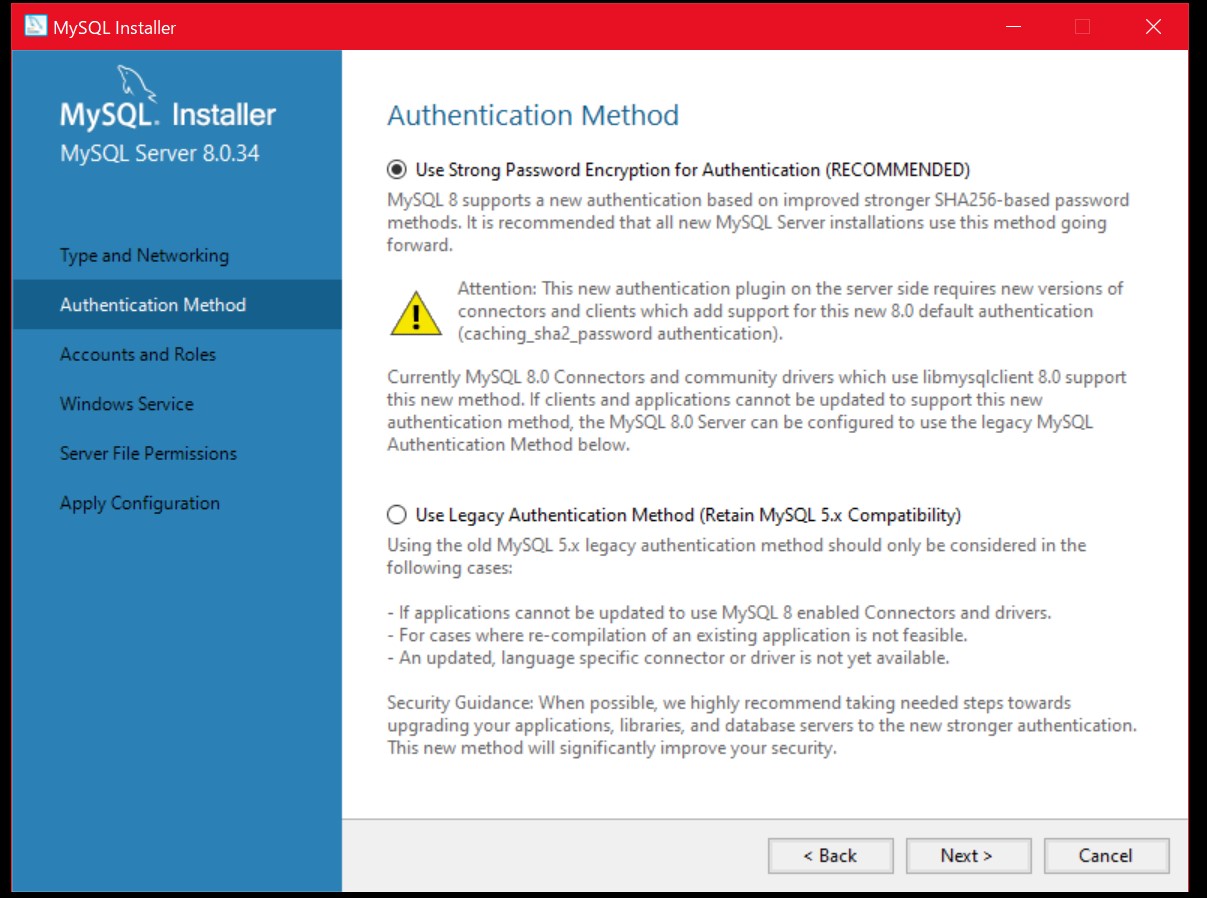 MySQL Installer
MySQL. Installer
MySQL Server 8.0.34
Type and Networking
Authentication Method
Accounts and Roles
Windows Service
Server File Permissions
Apply Configuration
Authentication Method
Use Strong Password Encryption for Authentication (RECOMMENDED)
MySQL 8 supports a new authentication based on improved stronger SHA256-based password
methods. It is recommended that all new MySQL Server installations use this method going
forward.
Attention: This new authentication plugin on the server side requires new versions of
connectors and clients which add support for this new 8.0 default authentication
(caching_sha2_password authentication).
Currently MySQL 8.0 Connectors and community drivers which use libmysqlclient 8.0 support
this new method. If clients and applications cannot be updated to support this new
authentication method, the MySQL 8.0 Server can be configured to use the legacy MySQL
Authentication Method below.
Use Legacy Authentication Method (Retain MySQL 5.x Compatibility)
Using the old MySQL 5.x legacy authentication method should only be considered in the
following cases:
- If applications cannot be updated to use MySQL 8 enabled Connectors and drivers.
- For cases where re-compilation of an existing application is not feasible.
- An updated, language specific connector or driver is not yet available.
Security Guidance: When possible, we highly recommend taking needed steps towards
upgrading your applications, libraries, and database servers to the new stronger authentication.
This new method will significantly improve your security.
< Back
Next >
Cancel